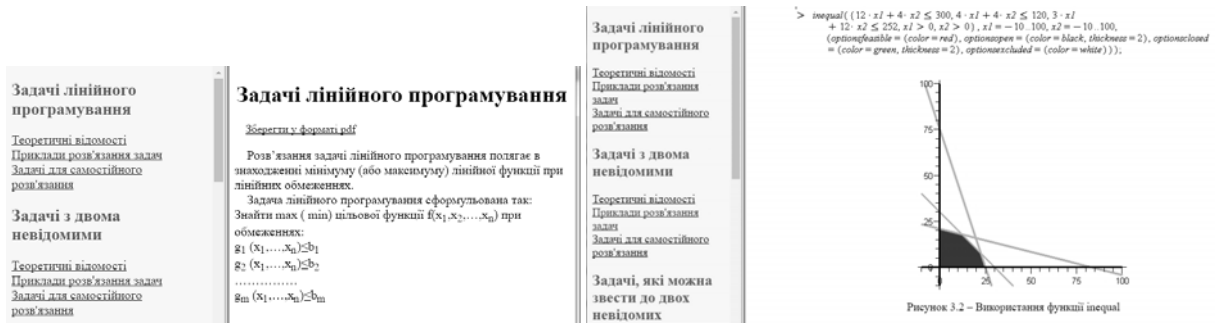 Задачі лінійного
програмування
Теоретичні відомості
Приклади розв'язання задач
Задачі для самостійного
розв'язання
Задачі з двома
невідомими
Теоретичні відомості
Приклади розв'язання задач
Задачі для самостійного
розв'язання
Задачі лінійного програмування
Зберегти у форматі pdf
Розв’язання задачі лінійного програмування полягає в
знаходженні мінімуму (або максимуму) лінійної функції при
лінійних обмеженнях.
Задача лінійного програмування сформульована так:
Знайти max ( min) цільової функції f(x1,x2,…,xn) при
обмеженнях:
g1 (x1,…,xn)≤b1
g2 (x1,…,xn)≤b2
……………
gm (x1,…,xn)≤bm
Задачі лінійного
програмування
Теоретичні відомості
Приклади розв'язання
задач
Задачі для самостійного
розв'язання
Задачі з двома
невідомими
Теоретичні відомості
Приклади розв'язання
задач
Задачі для самостійного
розв'язання
Задачі, які можна
звести до двох
невідомих
> inequal( (12 · x1 + 4 · x2 ≤ 300, 4 · x1 + 4 · x2 ≤ 120, 3 · x1
+ 12 · x2 ≤ 252, x1 > 0, x2 > 0) , x1 = −10..100, x2 = −10..100,
(optionsfeasible = (color = red), optionsopen = (color = black, thickness = 2), optionsclosed
= (color = green, thickness = 2), optionsexcluded = (color = white) ) );
100
75
50
25
0
0 25 50 75 100
Рисунок 3.2 – Використання функції inequal